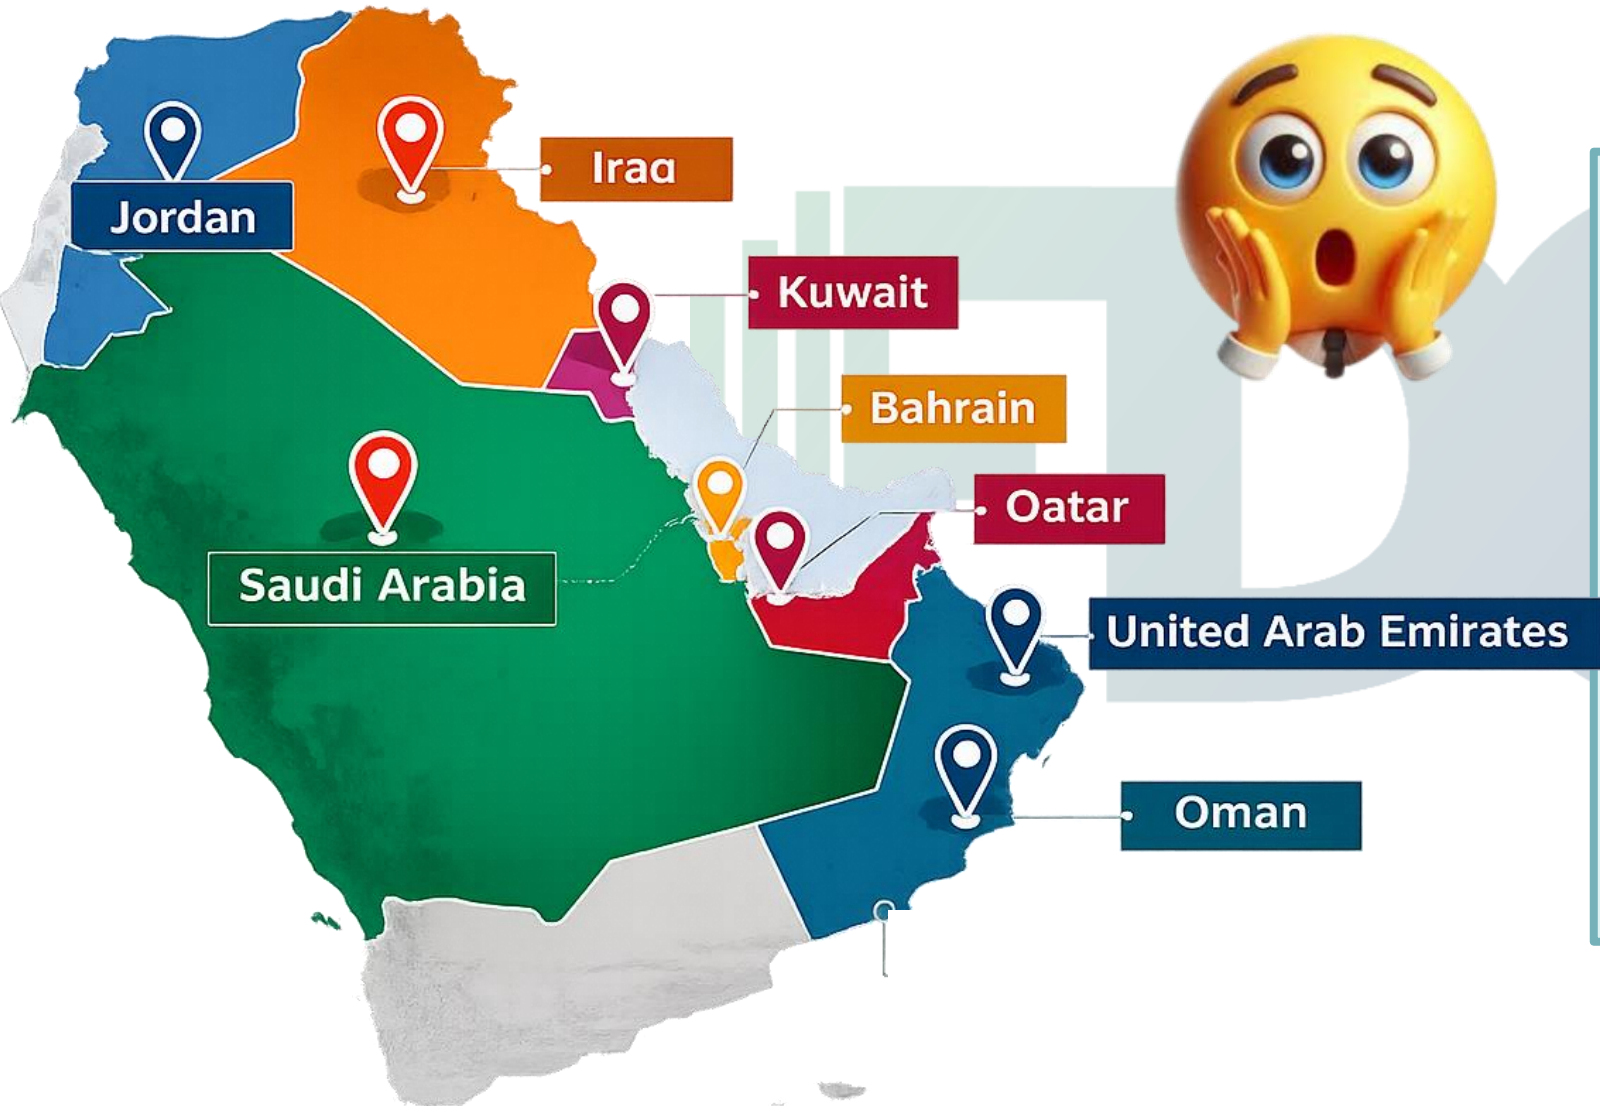 Iraa
Jordan
Kuwait
Bahrain
Oatar
Saudi Arabia
United Arab Emirates
Oman